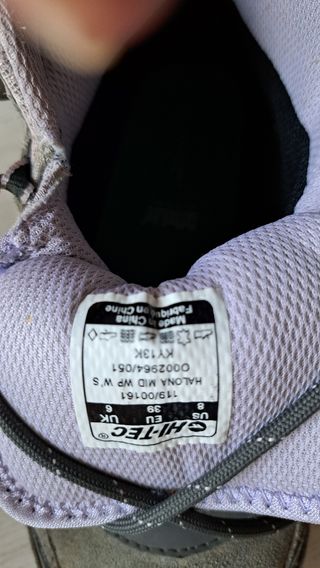 HI-TEC®
US EU UK
8 39 6
119/00161
HALONA MID WP W'S
O0002964/051
KY13K
Made in China
Fabriqué en Chine